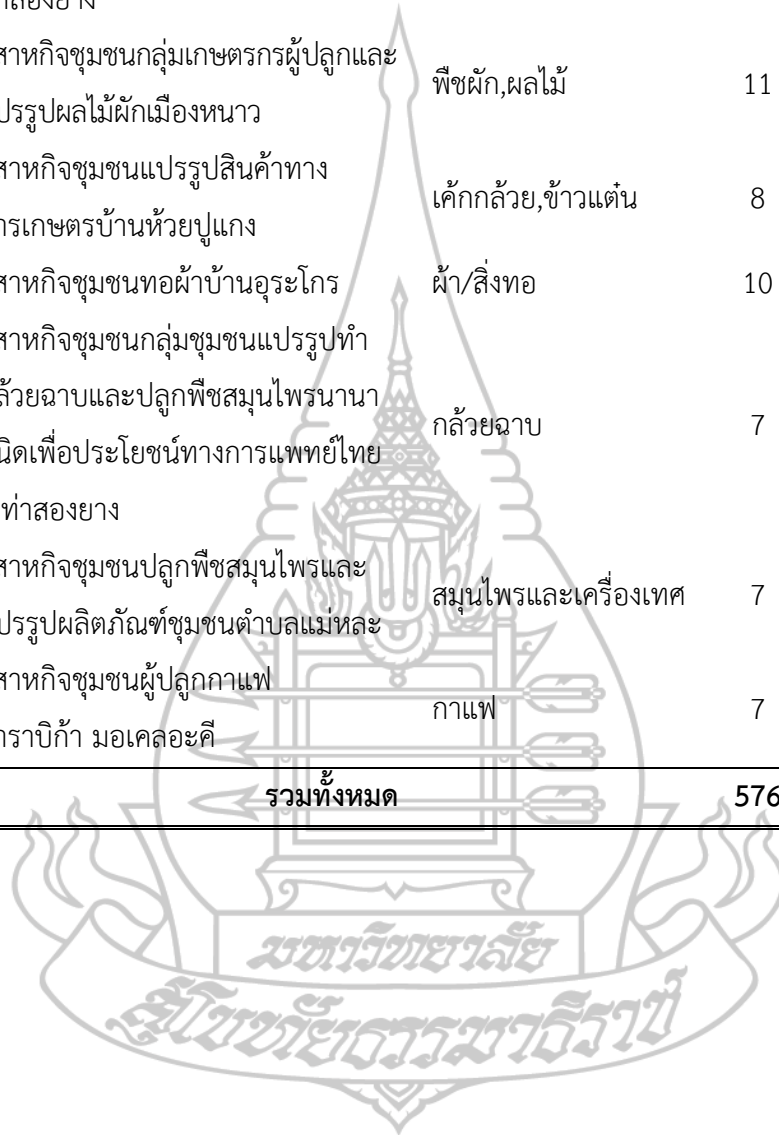 สองยาง
สาหกิจชุมชนกลุ่มเกษตรกรผู้ปลูกและ
ปรรูปผลไม้ผักเมืองหนาว
พืชผัก,ผลไม้ 11
สาหกิจชุมชนแปรรูปสินค้าทาง
ารเกษตรบ้านห้วยปูแกง
เค้กกล้วย,ข้าวแต๋น 8
สาหกิจชุมชนทอผ้าบ้านอุระโกร ผ้า/สิ่งทอ 10
สาหกิจชุมชนกลุ่มชุมชนแปรรูปทำ
ล้วยฉาบและปลูกพืชสมุนไพรนานา
นิดเพื่อประโยชน์ทางการแพทย์ไทย
ท่าสองยาง
กล้วยฉาบ 7
สาหกิจชุมชนปลูกพืชสมุนไพรและ
ปรรูปผลิตภัณฑ์ชุมชนตำบลแม่หละ
สมุนไพรและเครื่องเทศ 7
สาหกิจชุมชนผู้ปลูกกาแฟ
าราบิก้า มอเคลอะคี
กาแฟ 7
รวมทั้งหมด 576
มหาวิทยาลัย
สุโขทัยธรรมาธิราช